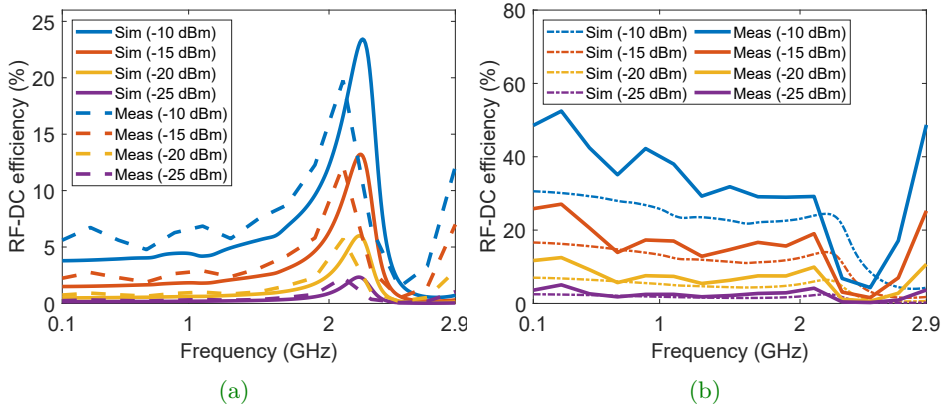 26
25
20
15
10
5
0
RF-DC efficiency (%)
Sim (-10 dBm)
Sim (-15 dBm)
Sim (-20 dBm)
Sim (-25 dBm)
Meas (-10 dBm)
Meas (-15 dBm)
Meas (-20 dBm)
Meas (-25 dBm)
0.1 1 2 2.9
Frequency (GHz)
(a)
80
60
40
20
0
RF-DC efficiency (%)
Sim (-10 dBm) Meas (-10 dBm)
Sim (-15 dBm) Meas (-15 dBm)
Sim (-20 dBm) Meas (-20 dBm)
Sim (-25 dBm) Meas (-25 dBm)
0.1 1 2 2.9
Frequency (GHz)
(b)